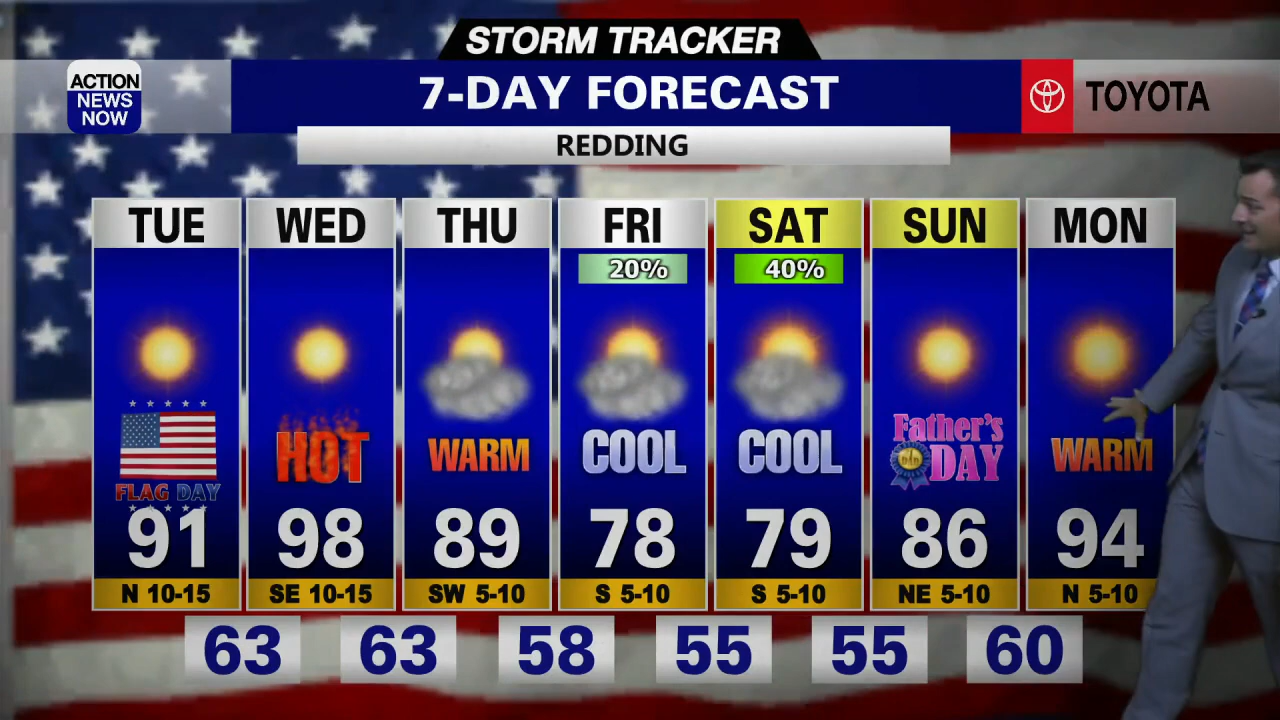 STORM TRACKER
ACTION
NEWS
NOW
7-DAY FORECAST
TOYOTA
REDDING
TUE WED THU FRI SAT SUN MON
20% 40%
HOT WARM COOL COOL Father's DAY DAD WARM
FLAG DAY
91 98 89 78 79 86 94
N 10-15 SE 10-15 SW 5-10 S 5-10 S 5-10 NE 5-10 N 5-10
63 63 58 55 55 60